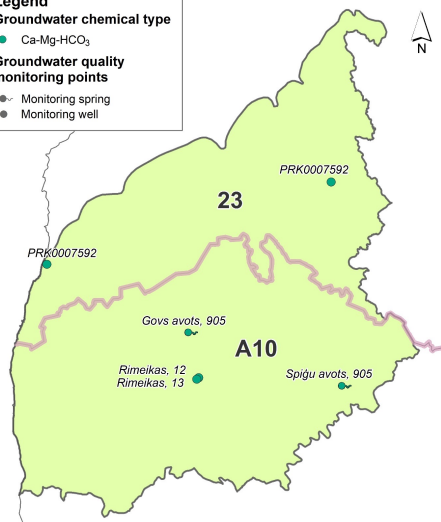 Legend
Groundwater chemical type
Ca-Mg-HCO₃
Groundwater quality
monitoring points
Monitoring spring
Monitoring well
N
PRK0007592
23
PRK0007592
Govs avots, 905
A10
Rimeikas, 12
Rimeikas, 13
Spiģu avots, 905